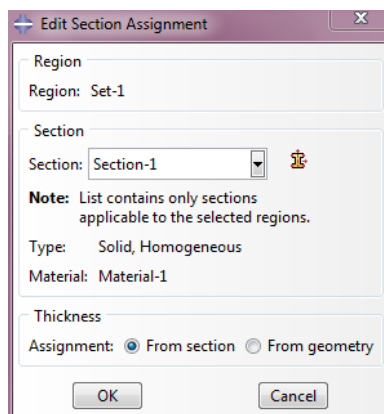 Edit Section Assignment
Region
Region: Set-1
Section
Section: Section-1
Note: List contains only sections
applicable to the selected regions.
Type: Solid, Homogeneous
Material: Material-1
Thickness
Assignment: From section From geometry
OK Cancel